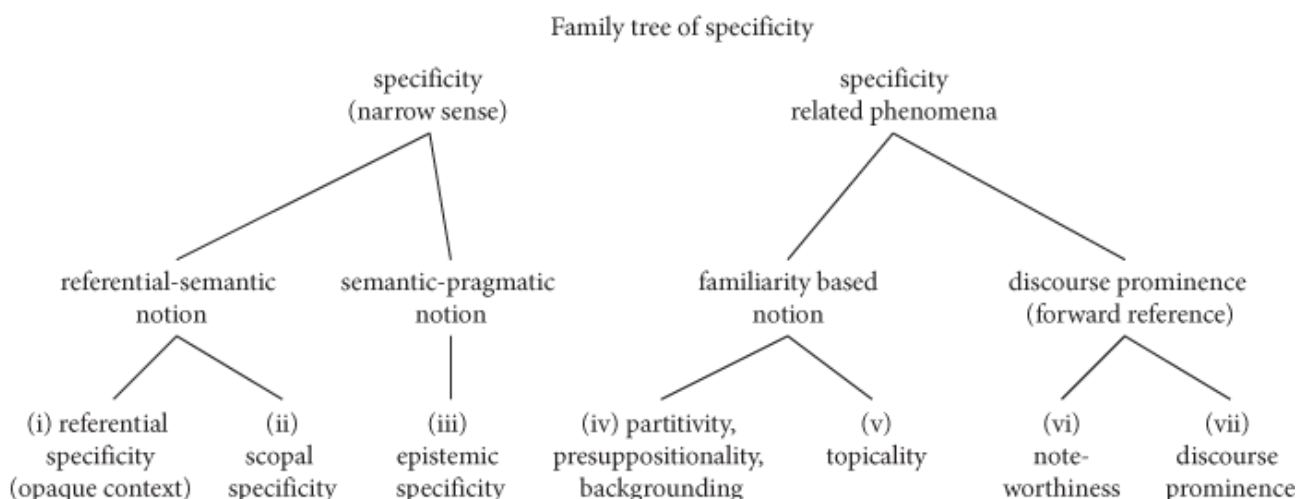 Family tree of specificity
specificity
(narrow sense)
specificity
related phenomena
referential-semantic
notion
semantic-pragmatic
notion
familiarity based
notion
discourse prominence
(forward reference)
(i) referential
specificity
(opaque context)
(ii)
scopal
specificity
(iii)
epistemic
specificity
(iv) partitivity,
presuppositionality,
backgrounding
(v)
topicality
(vi)
note-
worthiness
(vii)
discourse
prominence